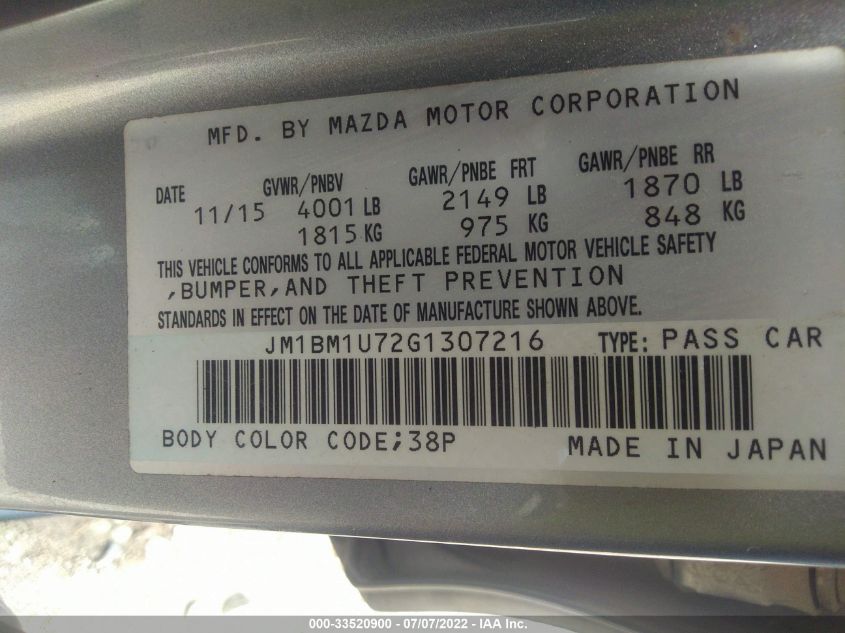 MFD. BY MAZDA MOTOR CORPORATION
DATE GVWR/PNBV GAWR/PNBE FRT GAWR/PNBE RR
11/15 4001 LB 2149 LB 1870 LB
1815 KG 975 KG 848 KG
THIS VEHICLE CONFORMS TO ALL APPLICABLE FEDERAL MOTOR VEHICLE SAFETY
,BUMPER,AND THEFT PREVENTION
STANDARDS IN EFFECT ON THE DATE OF MANUFACTURE SHOWN ABOVE.
JM1BM1U72G1307216 TYPE: PASS CAR
BODY COLOR CODE;38P MADE IN JAPAN
000-33520900 - 07/07/2022 - IAA Inc.